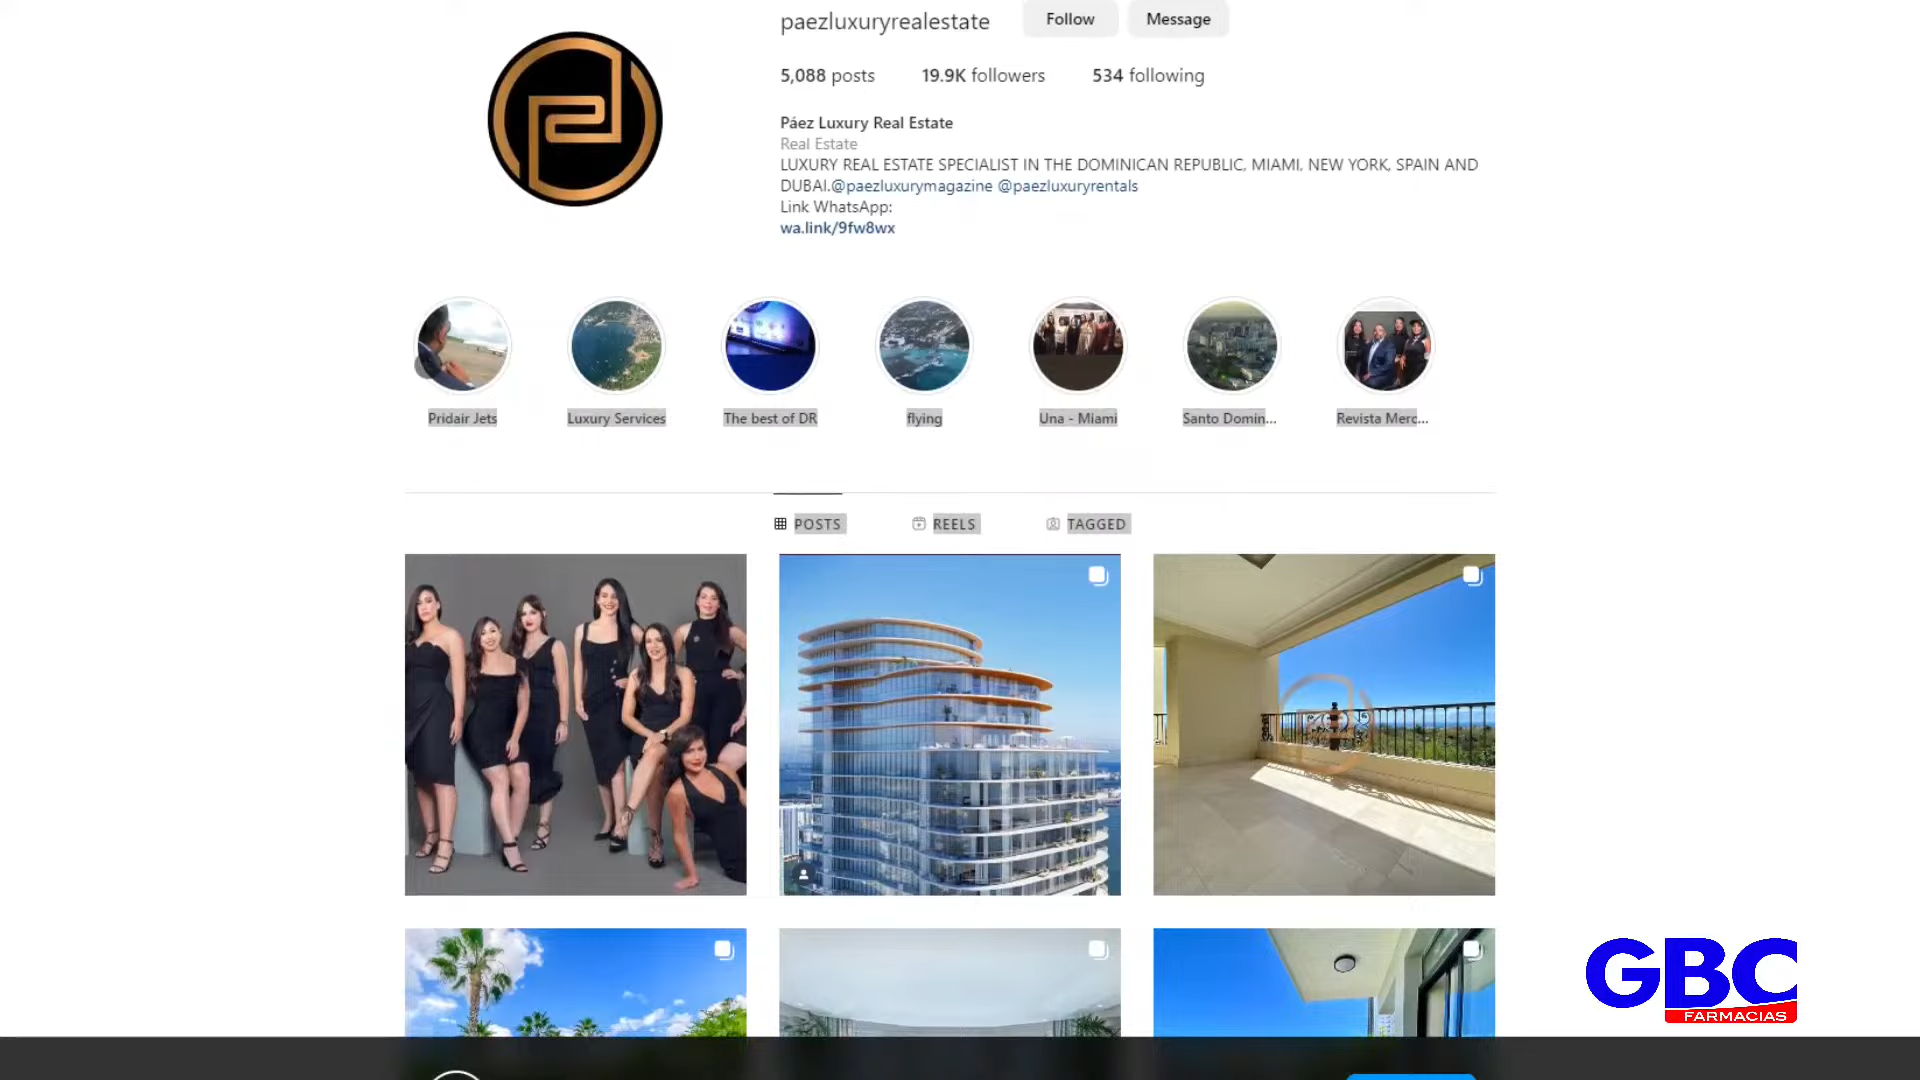 paezluxuryrealestate
Follow
Message
5,088 posts
19.9K followers
534 following
Páez Luxury Real Estate
Real Estate
LUXURY REAL ESTATE SPECIALIST IN THE DOMINICAN REPUBLIC, MIAMI, NEW YORK, SPAIN AND
DUBAI.@paezluxurymagazine @paezluxuryrentals
Link WhatsApp:
wa.link/9fw8wx
Pridair Jets
Luxury Services
The best of DR
flying
Una - Miami
Santo Domin...
Revista Merc...
POSTS
REELS
TAGGED
GBC
FARMACIAS